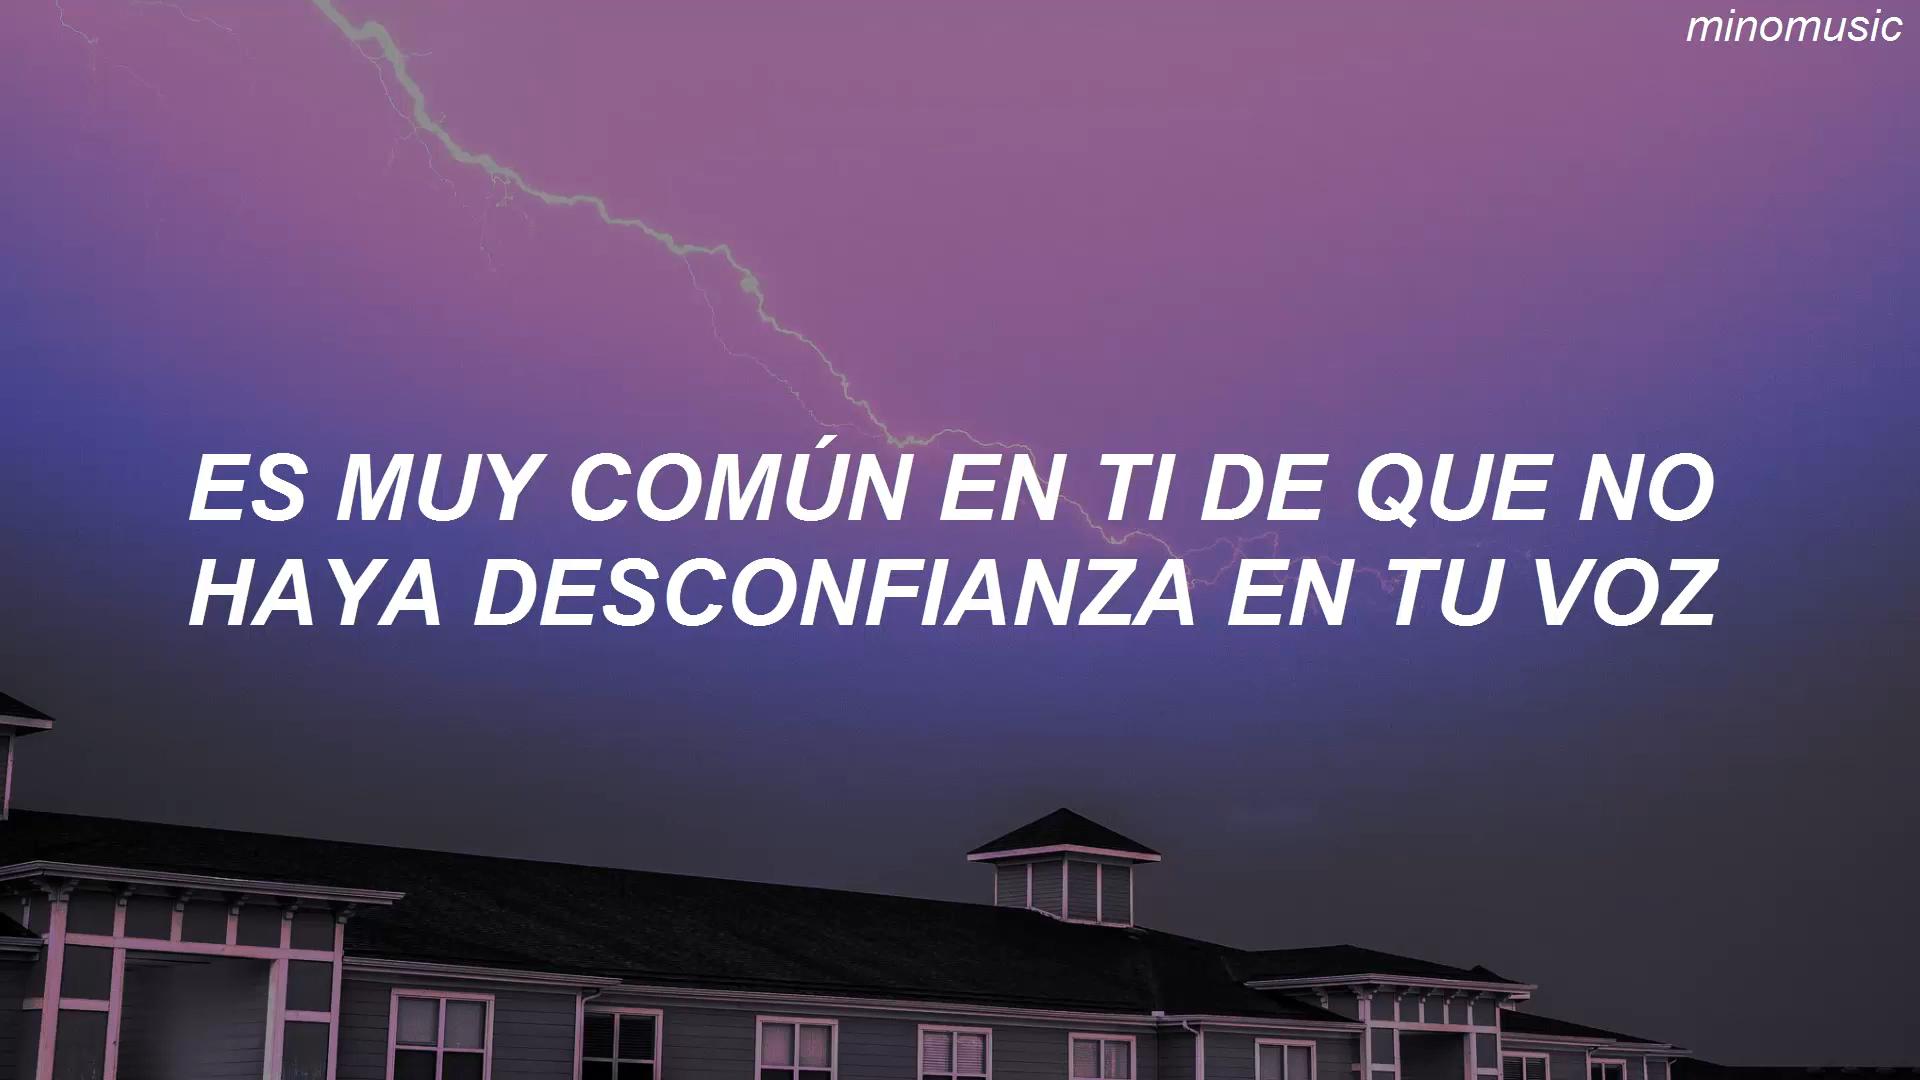 minomusic
ES MUY COMÚN EN TI DE QUE NO
HAYA DESCONFIANZA EN TU VOZ